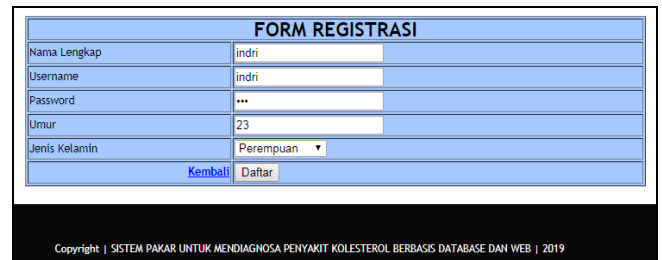 FORM REGISTRASI
Nama Lengkap indri
Username indri
Password •••
Umur 23
Jenis Kelamin Perempuan
Kembali Daftar
Copyright | SISTEM PAKAR UNTUK MENDIAGNOSA PENYAKIT KOLESTEROL BERBASIS DATABASE DAN WEB | 2019